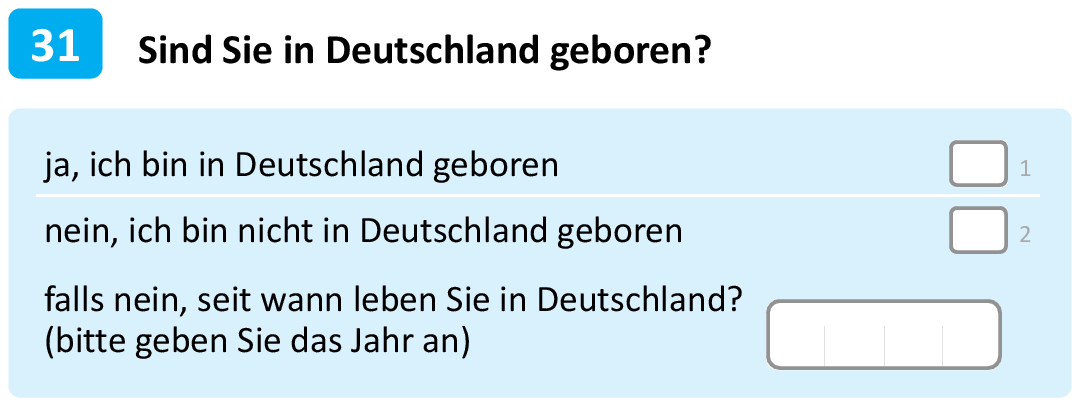 31 Sind Sie in Deutschland geboren?
ja, ich bin in Deutschland geboren 1
nein, ich bin nicht in Deutschland geboren 2
falls nein, seit wann leben Sie in Deutschland?
(bitte geben Sie das Jahr an)